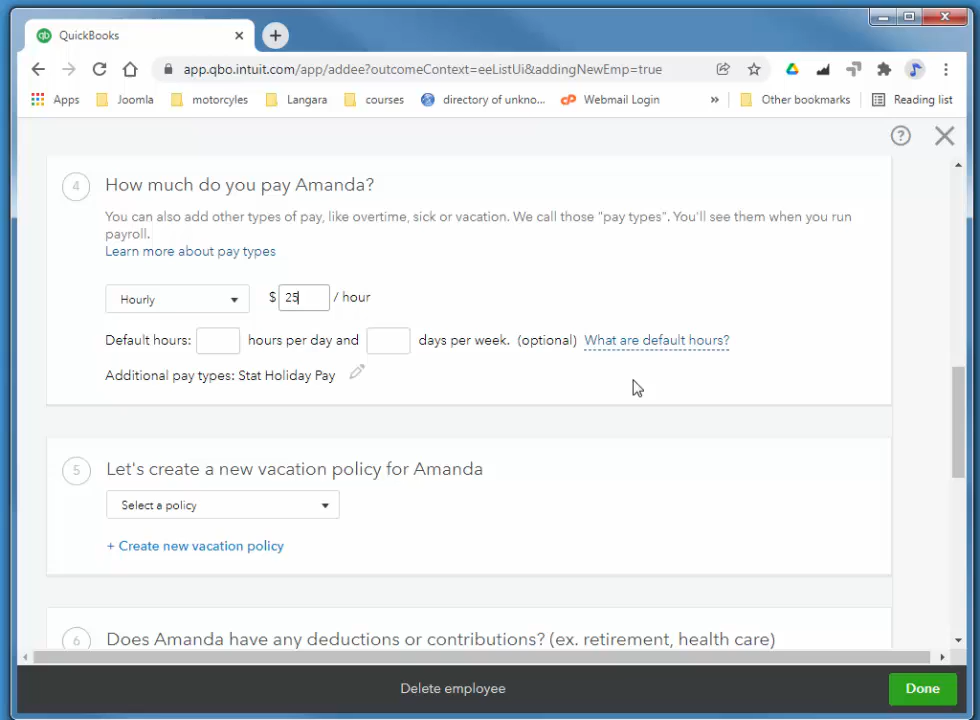 QuickBooks
app.qbo.intuit.com/app/addee?outcomeContext=eeListUi&addingNewEmp=true
Apps Joomla motorcyles Langara courses directory of unkno... Webmail Login » Other bookmarks Reading list
4 How much do you pay Amanda?
You can also add other types of pay, like overtime, sick or vacation. We call those "pay types". You'll see them when you run
payroll.
Learn more about pay types
Hourly $ 25 / hour
Default hours: hours per day and days per week. (optional) What are default hours?
Additional pay types: Stat Holiday Pay
5 Let's create a new vacation policy for Amanda
Select a policy
+ Create new vacation policy
6 Does Amanda have any deductions or contributions? (ex. retirement, health care)
Delete employee Done